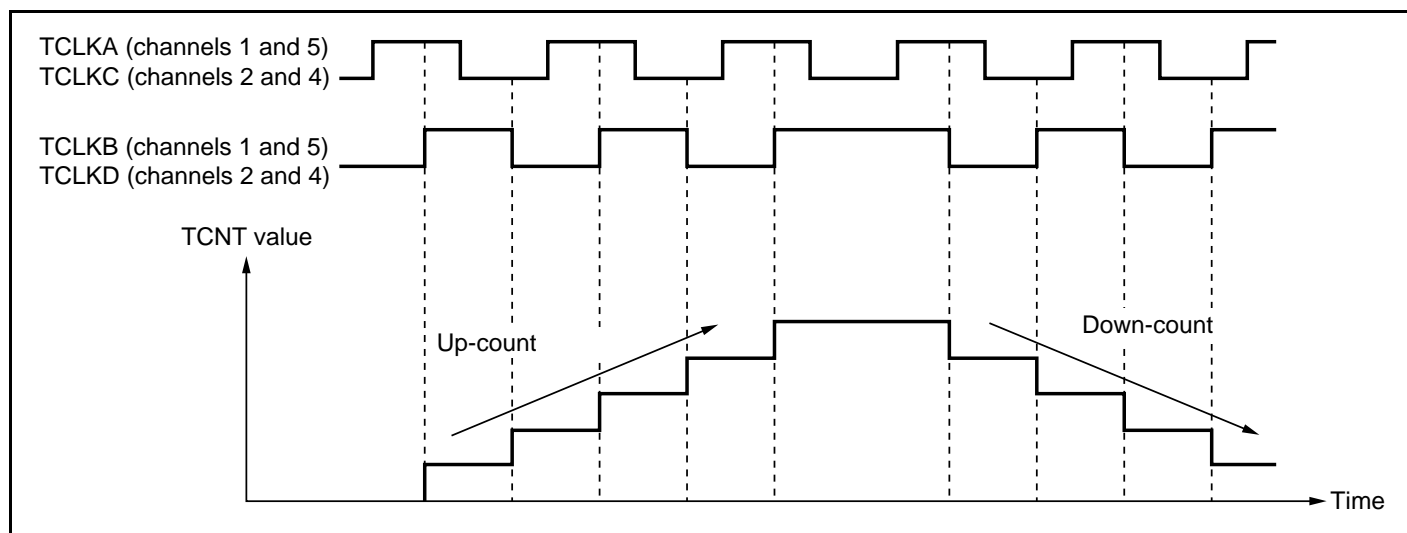 TCLKA (channels 1 and 5)
TCLKC (channels 2 and 4)
TCLKB (channels 1 and 5)
TCLKD (channels 2 and 4)
TCNT value
Up-count
Down-count
Time